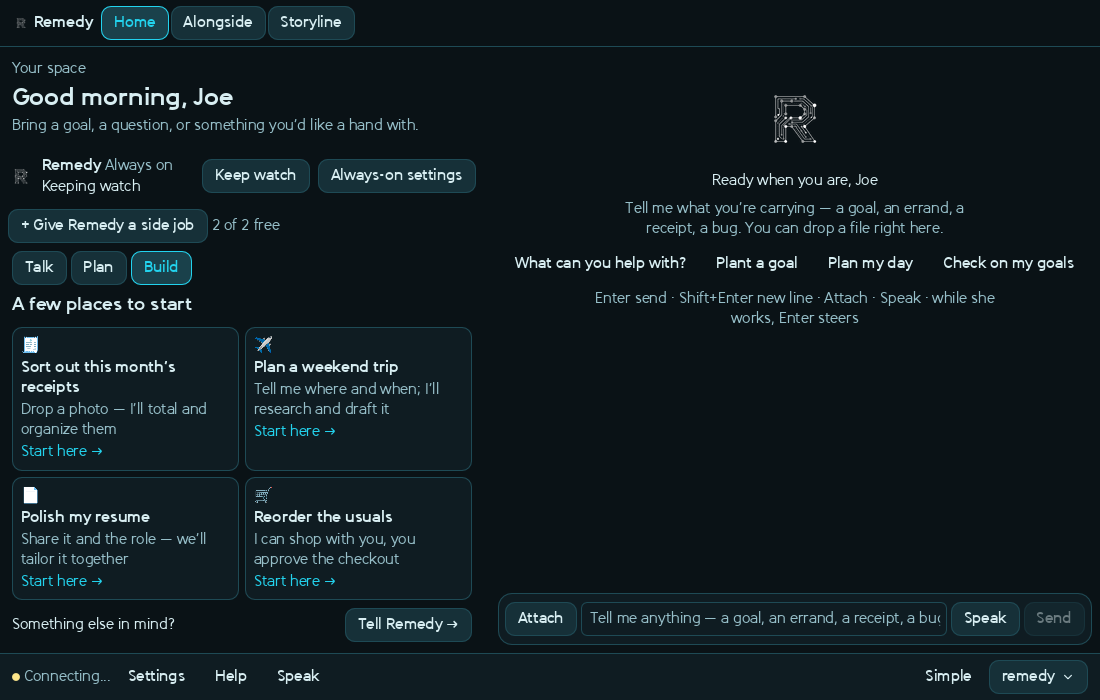 Remedy Home Alongside Storyline
Your space
Good morning, Joe
Bring a goal, a question, or something you'd like a hand with.
Remedy Always on
Keeping watch
Keep watch Always-on settings
+ Give Remedy a side job 2 of 2 free
Talk Plan Build
A few places to start
Sort out this month's
receipts
Drop a photo — I'll total and
organize them
Start here →
Plan a weekend trip
Tell me where and when; I'll
research and draft it
Start here →
Polish my resume
Share it and the role — we'll
tailor it together
Start here →
Reorder the usuals
I can shop with you, you
approve the checkout
Start here →
Something else in mind? Tell Remedy →
R
Ready when you are, Joe
Tell me what you're carrying — a goal, an errand, a
receipt, a bug. You can drop a file right here.
What can you help with? Plant a goal Plan my day Check on my goals
Enter send · Shift+Enter new line · Attach · Speak · while she
works, Enter steers
Attach Tell me anything — a goal, an errand, a receipt, a bug Speak Send
Connecting... Settings Help Speak Simple remedy